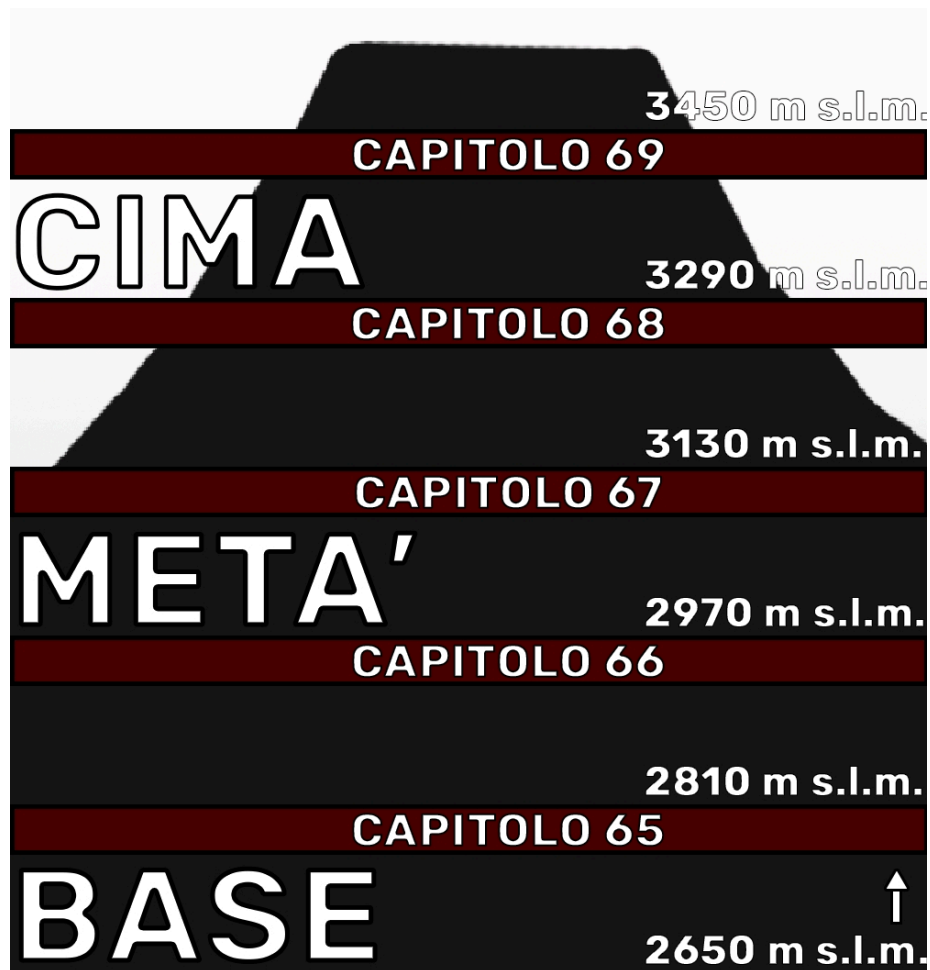 3450 m s.l.m.
CAPITOLO 69
CIMA
3290 m s.l.m.
CAPITOLO 68
3130 m s.l.m.
CAPITOLO 67
META’
2970 m s.l.m.
CAPITOLO 66
2810 m s.l.m.
CAPITOLO 65
BASE
2650 m s.l.m.